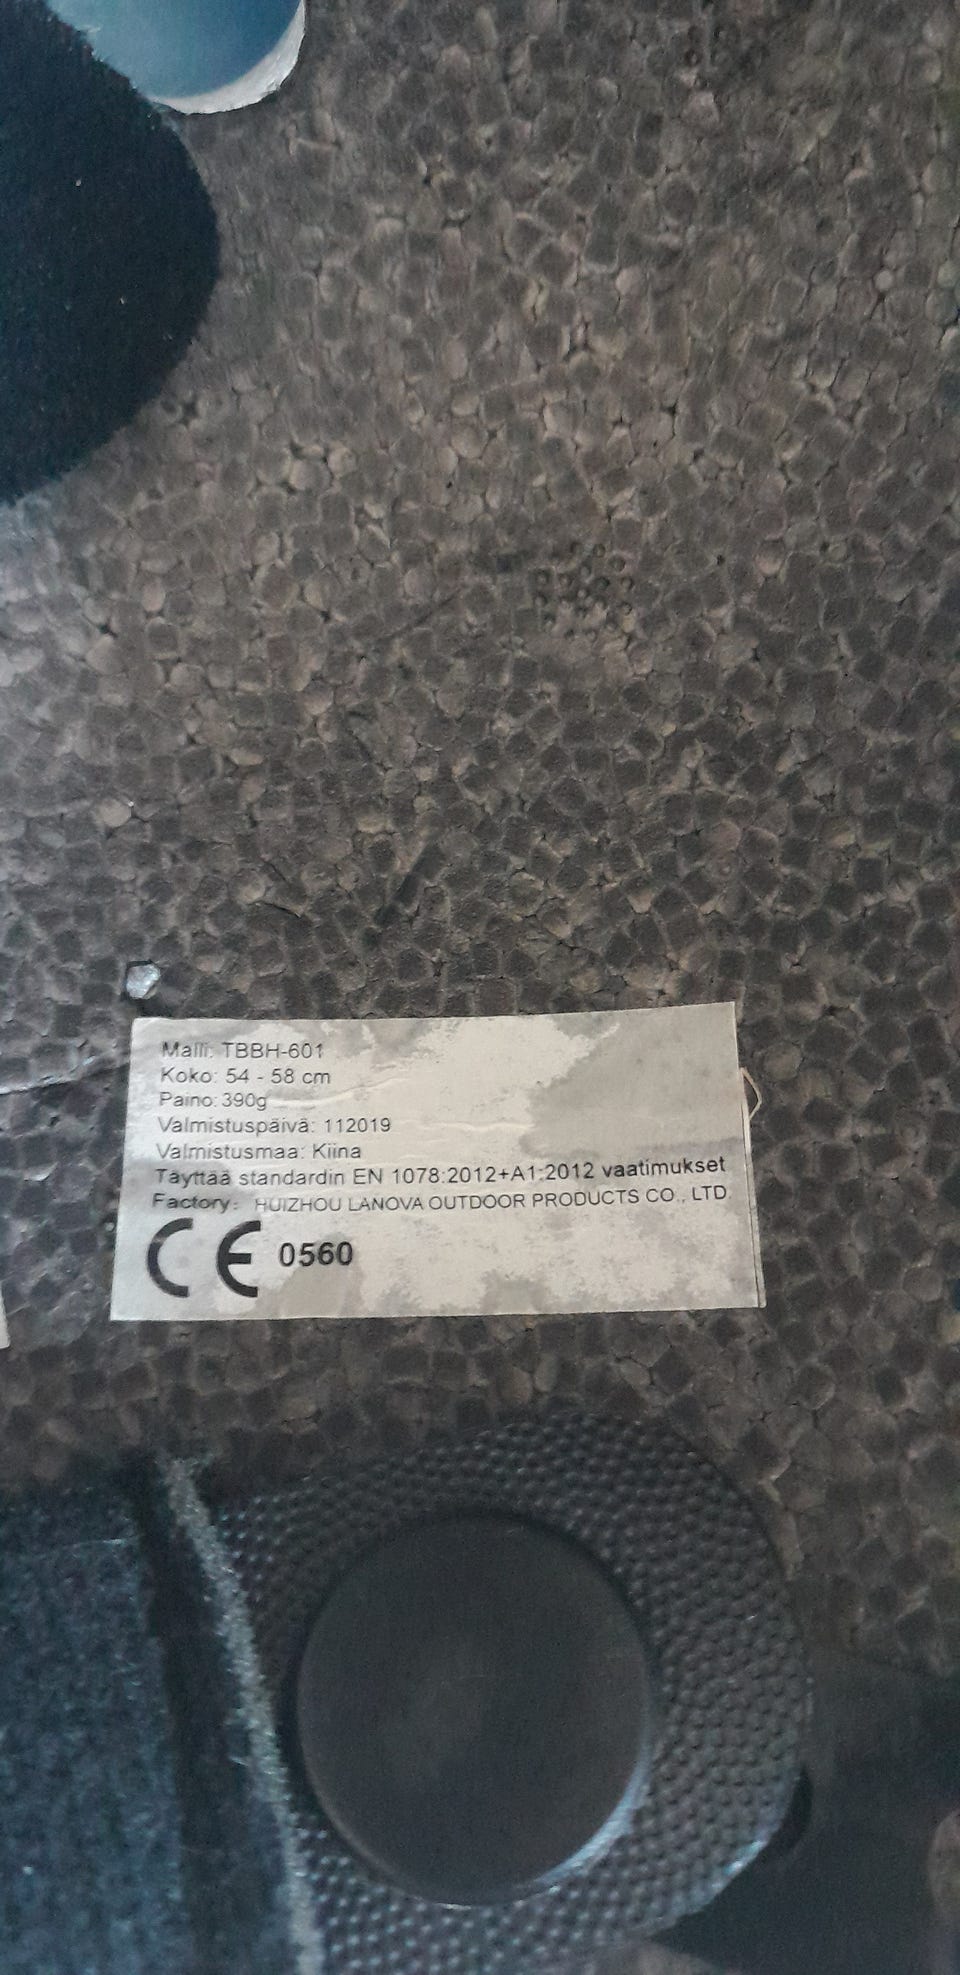 Malli: TBBH-601
Koko: 54 - 58 cm
Paino: 390g
Valmistuspäivä: 112019
Valmistusmaa: Kiina
Täyttää standardin EN 1078:2012+A1:2012 vaatimukset
Factory: HUIZHOU LANOVA OUTDOOR PRODUCTS CO., LTD.
CE 0560